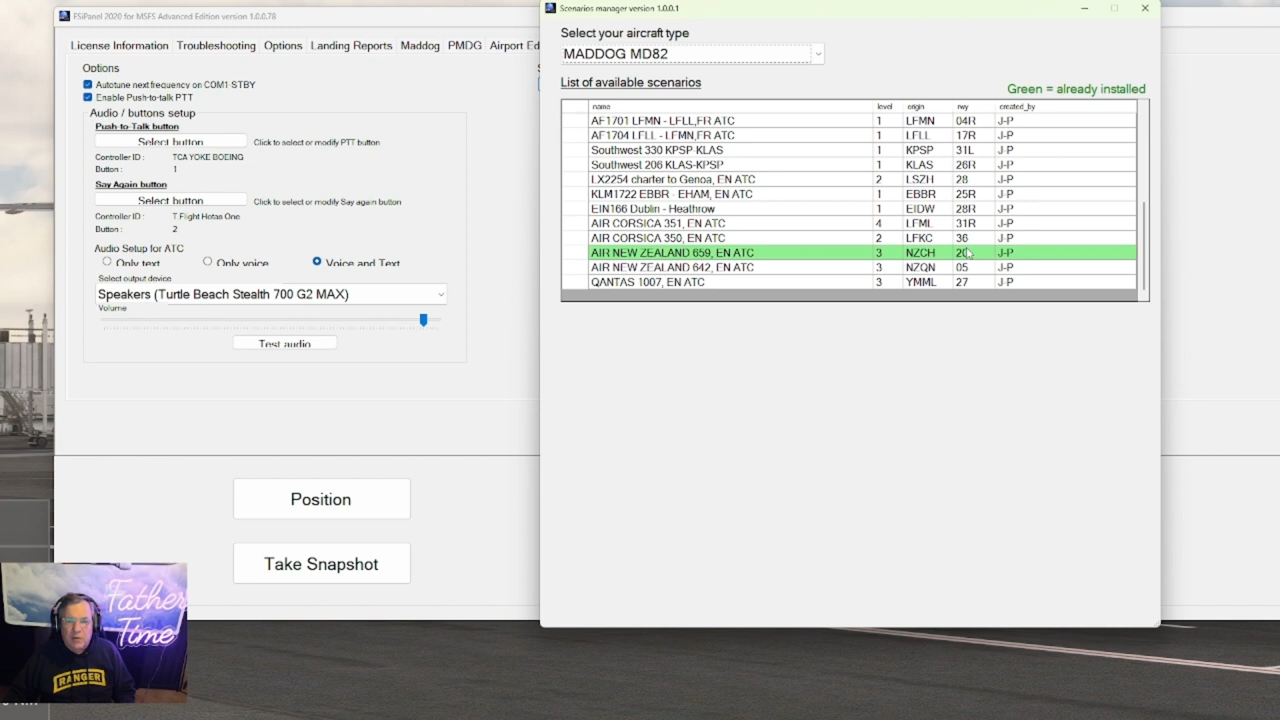 FSiPanel 2020 for MSFS Advanced Edition version 1.0.0.78
License Information Troubleshooting Options Landing Reports Maddog PMDG Airport Ed
Options
Autotune next frequency on COM1 STBY
Enable Push-to-talk PTT
Audio / buttons setup
Push-to-Talk button
Select button Click to select or modify PTT button
Controller ID : TCA YOKE BOEING
Button : 1
Say Again button
Select button Click to select or modify Say again button
Controller ID : T.Flight Hotas One
Button : 2
Audio Setup for ATC
Only text Only voice Voice and Text
Select output device
Speakers (Turtle Beach Stealth 700 G2 MAX)
Volume
Test audio
Position
Take Snapshot
Scenarios manager version 1.0.0.1
Select your aircraft type
MADDOG MD82
List of available scenarios
Green = already installed
name level origin rwy created_by
AF1701 LFMN - LFLL,FR ATC 1 LFMN 04R J-P
AF1704 LFLL - LFMN,FR ATC 1 LFLL 17R J-P
Southwest 330 KPSP-KLAS 1 KPSP 31L J-P
Southwest 206 KLAS-KPSP 1 KLAS 26R J-P
LX2254 charter to Genoa, EN ATC 2 LSZH 28 J-P
KLM1722 EBBR - EHAM, EN ATC 1 EBBR 25R J-P
EIN166 Dublin - Heathrow 1 EIDW 28R J-P
AIR CORSICA 351, EN ATC 4 LFML 31R J-P
AIR CORSICA 350, EN ATC 2 LFKC 36 J-P
AIR NEW ZEALAND 659, EN ATC 3 NZCH 20 J-P
AIR NEW ZEALAND 642, EN ATC 3 NZQN 05 J-P
QANTAS 1007, EN ATC 3 YMML 27 J-P
Father
Time
RANGER